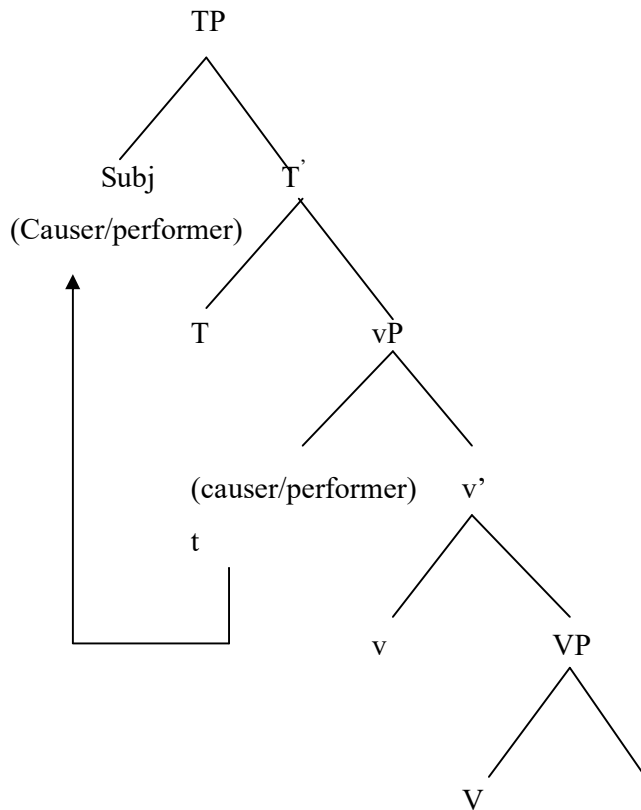 TP
Subj T’
(Causer/performer)
T vP
(causer/performer) v’
t
v VP
V